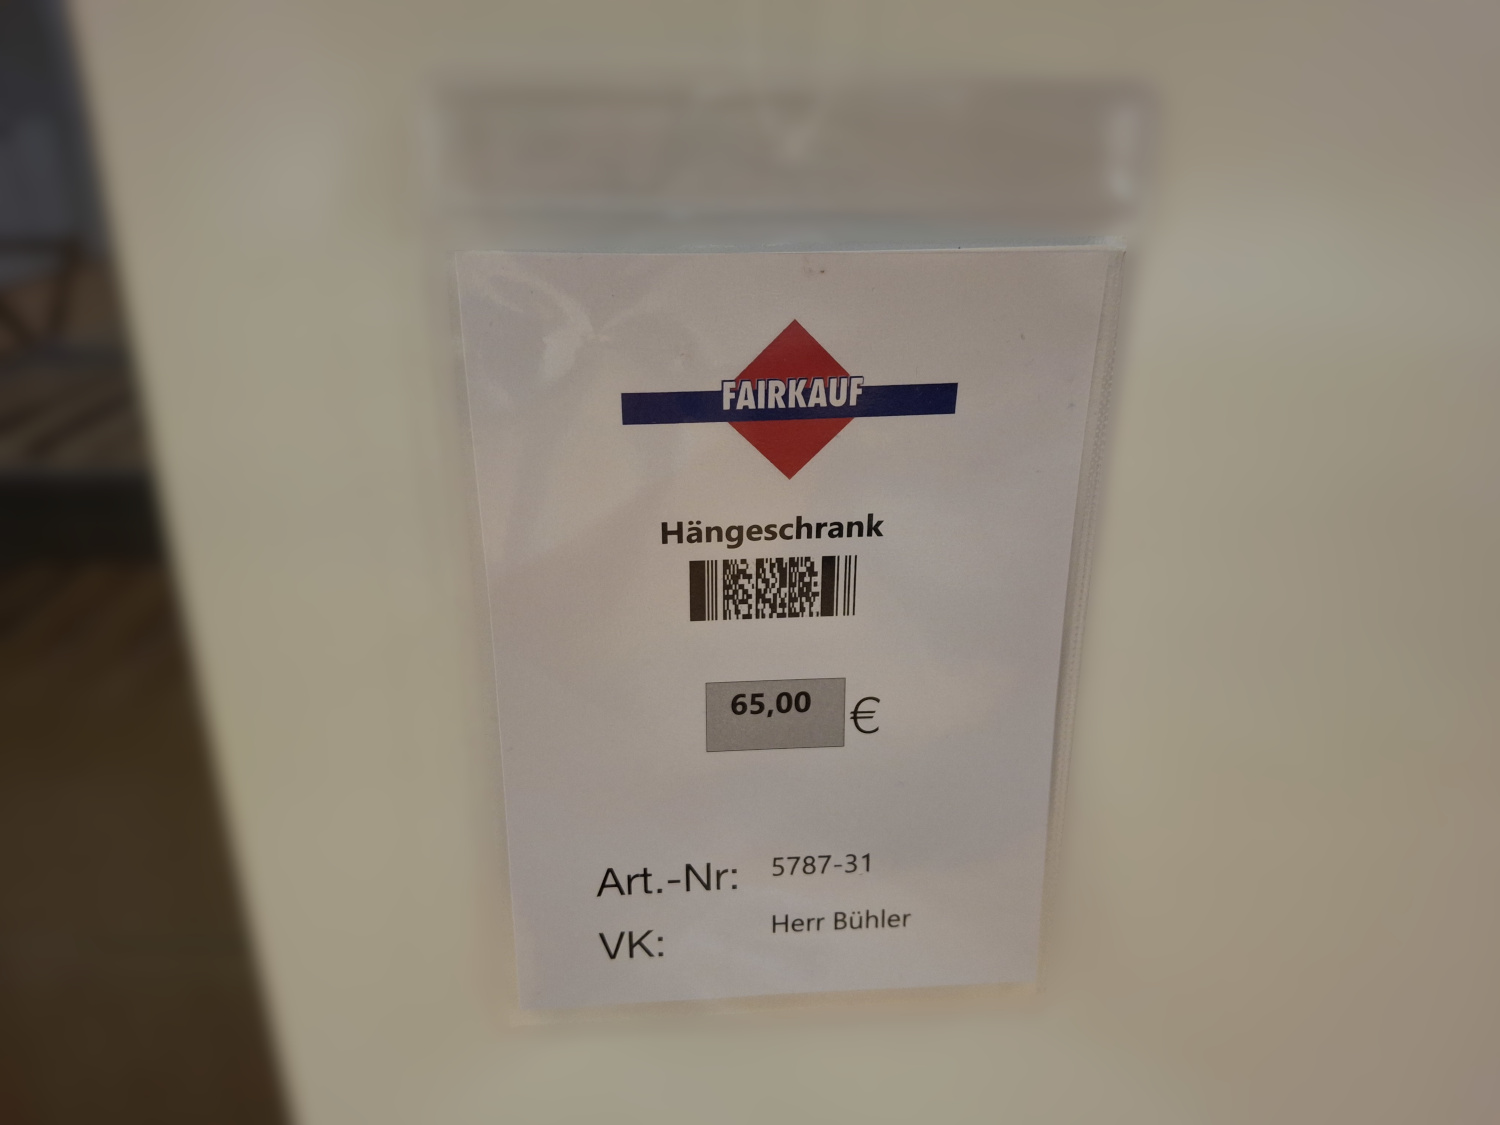 FAIRKAUF
Hängeschrank
65,00 €
Art.-Nr: 5787-31
VK: Herr Bühler